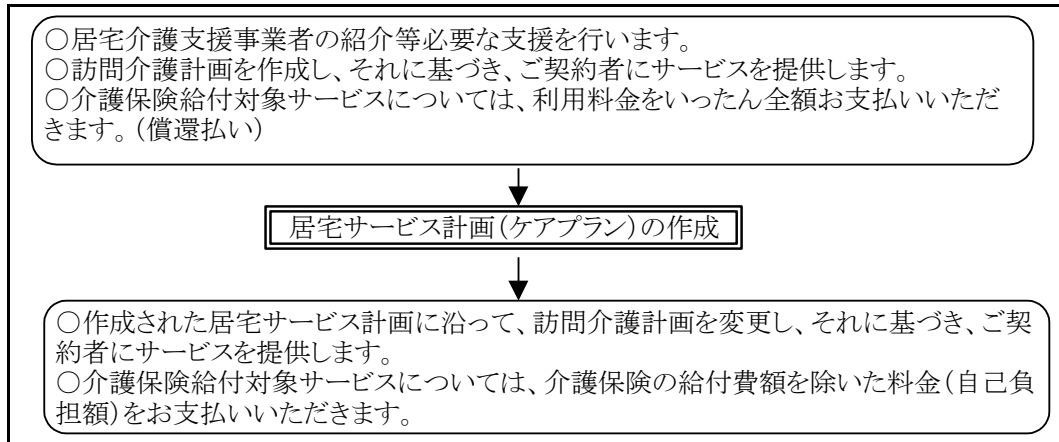 ○居宅介護支援事業者の紹介等必要な支援を行います。
○訪問介護計画を作成し、それに基づき、ご契約者にサービスを提供します。
○介護保険給付対象サービスについては、利用料金をいったん全額お支払いいただ
きます。（償還払い）
居宅サービス計画（ケアプラン）の作成
○作成された居宅サービス計画に沿って、訪問介護計画を変更し、それに基づき、ご契
約者にサービスを提供します。
○介護保険給付対象サービスについては、介護保険の給付費額を除いた料金（自己負
担額）をお支払いいただきます。